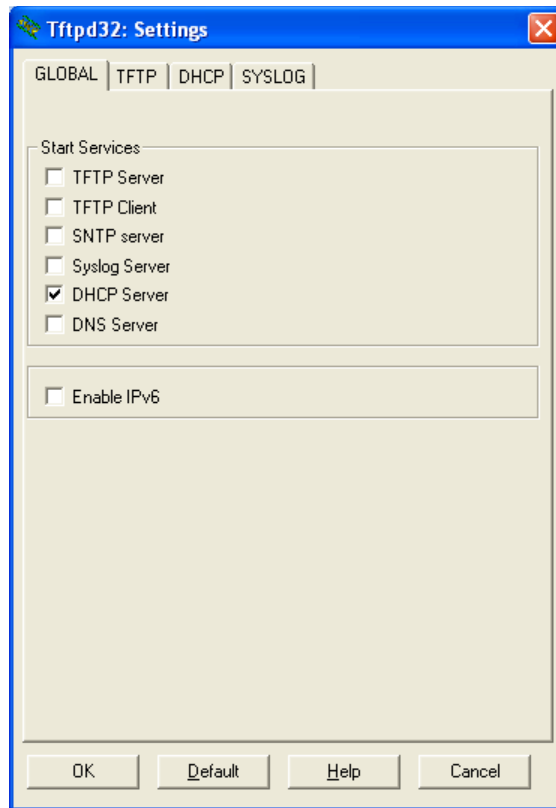 Tftpd32: Settings
GLOBAL TFTP DHCP SYSLOG
Start Services
TFTP Server
TFTP Client
SNTP server
Syslog Server
DHCP Server
DNS Server
Enable IPv6
OK Default Help Cancel